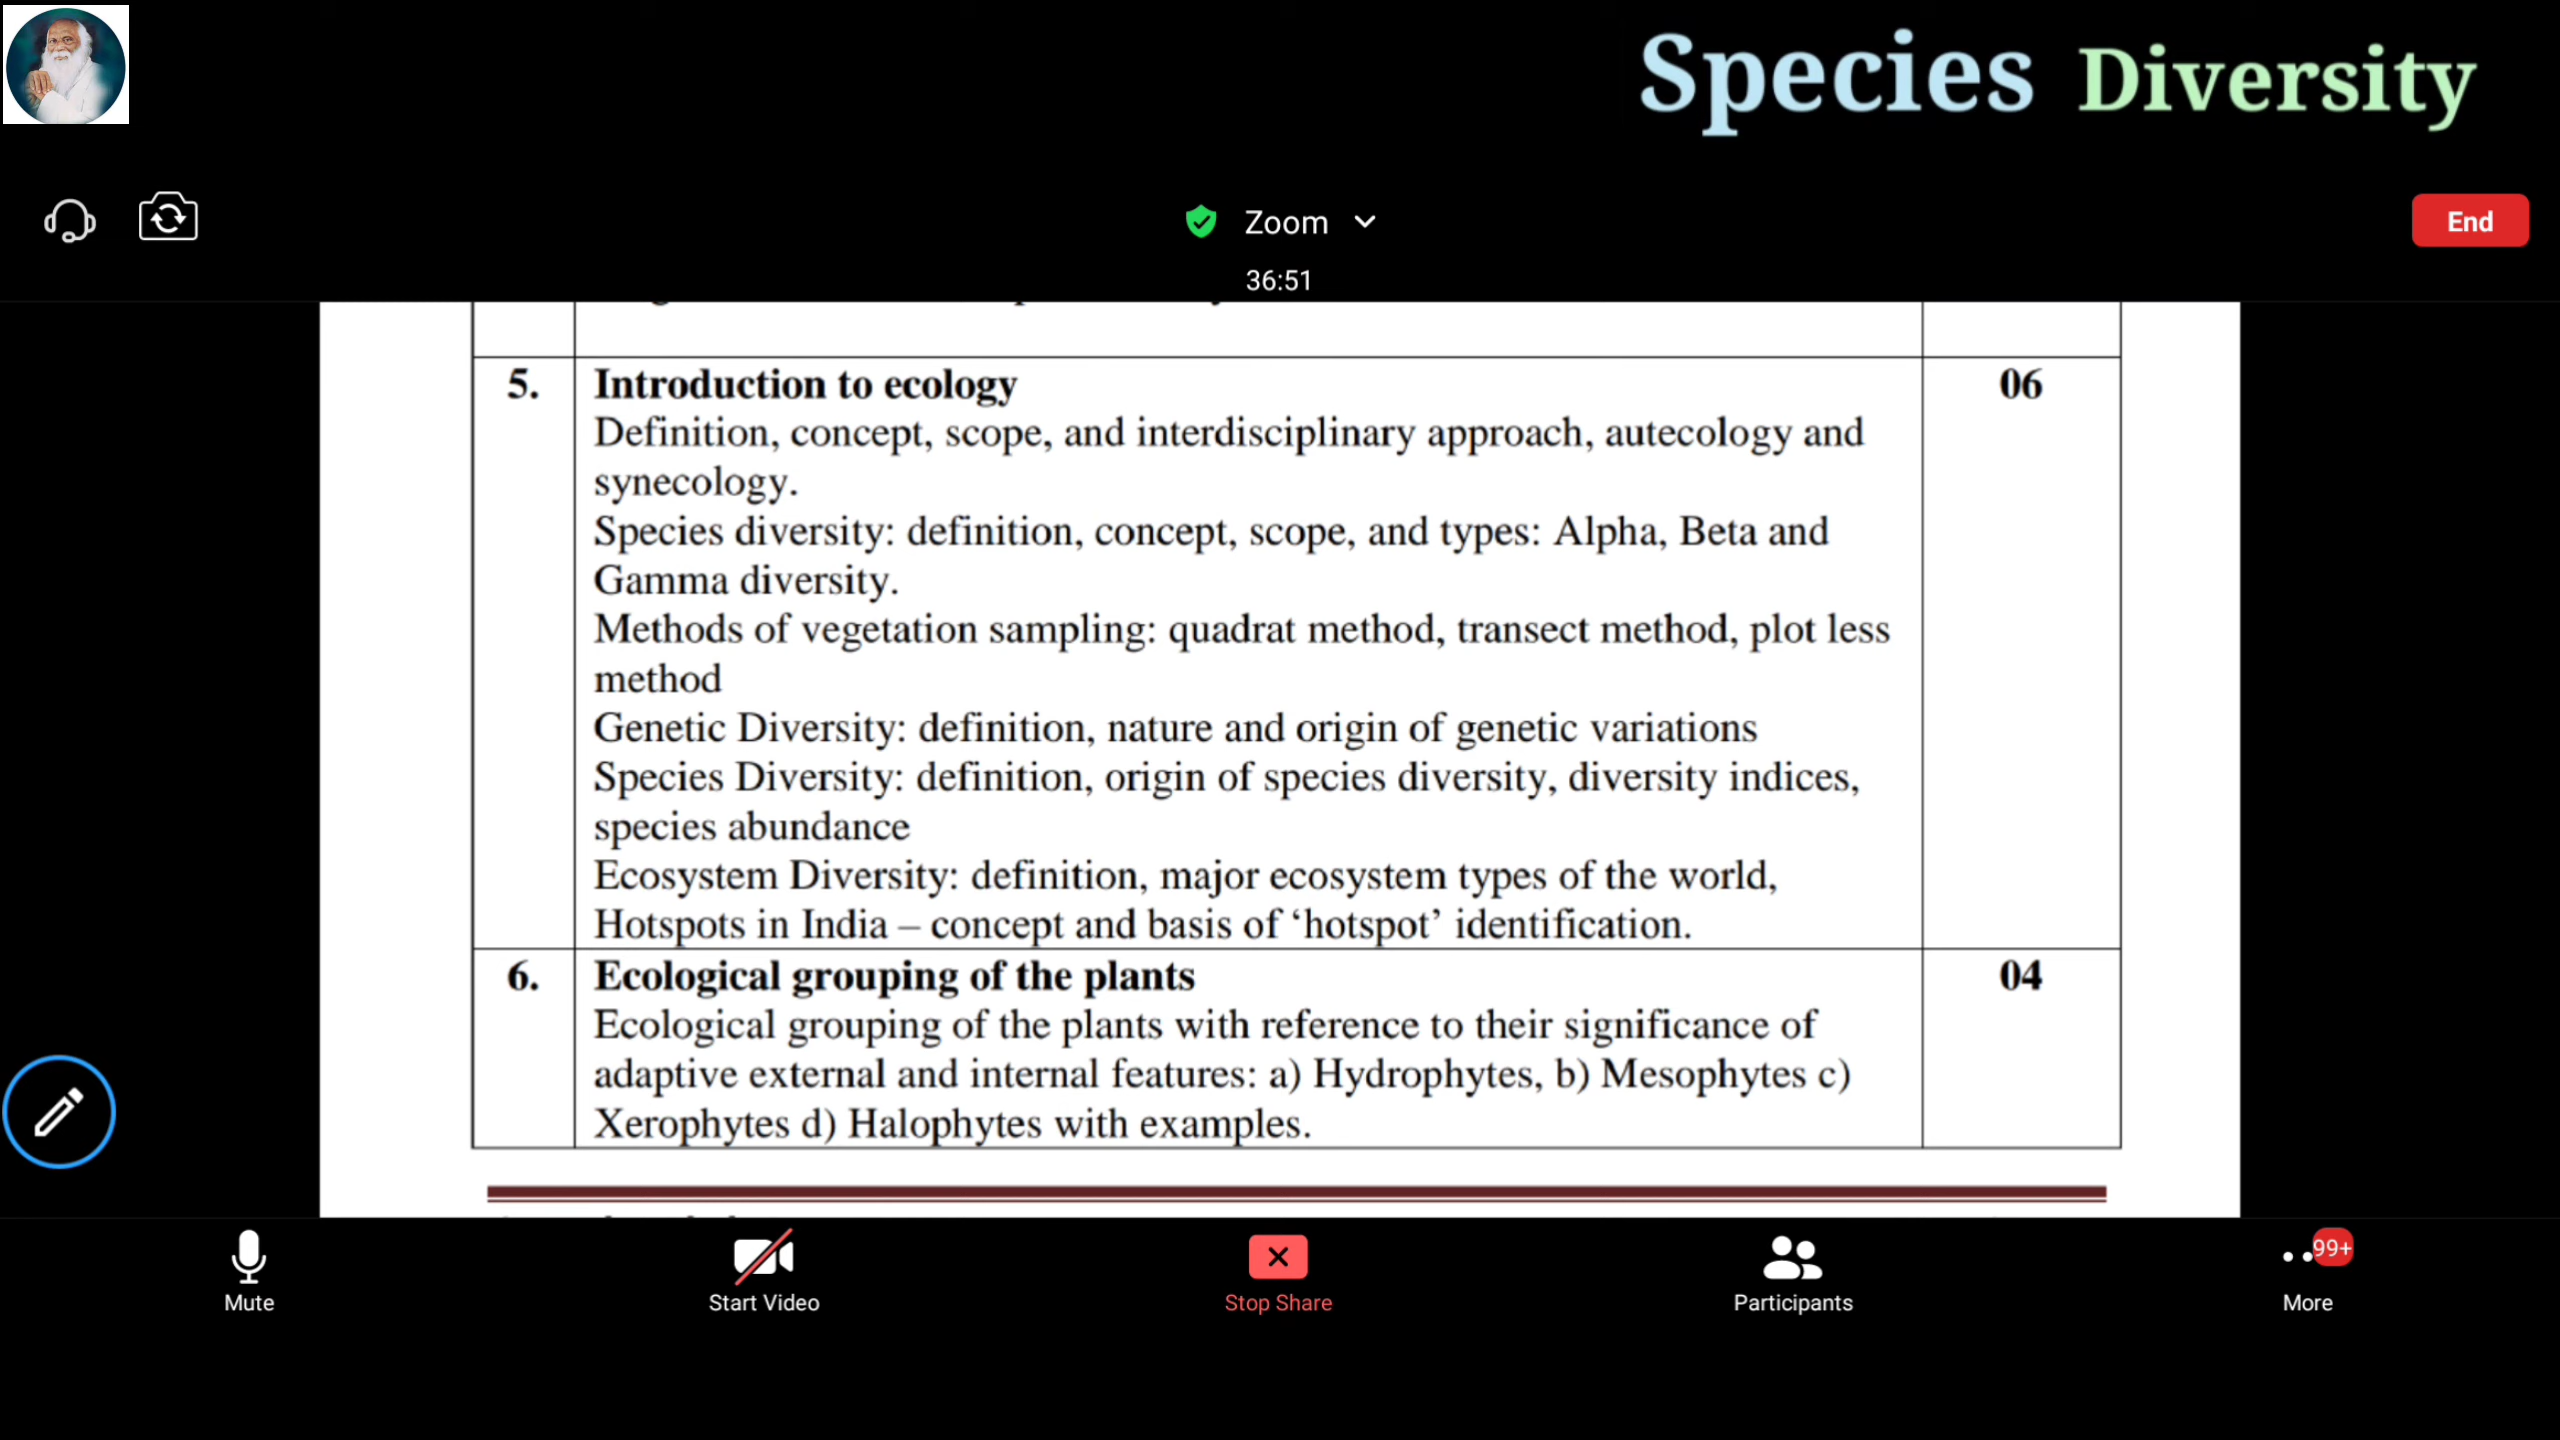 Species Diversity
Zoom
End
36:51
5. Introduction to ecology 06
Definition, concept, scope, and interdisciplinary approach, autecology and
synecology.
Species diversity: definition, concept, scope, and types: Alpha, Beta and
Gamma diversity.
Methods of vegetation sampling: quadrat method, transect method, plot less
method
Genetic Diversity: definition, nature and origin of genetic variations
Species Diversity: definition, origin of species diversity, diversity indices,
species abundance
Ecosystem Diversity: definition, major ecosystem types of the world,
Hotspots in India – concept and basis of ‘hotspot’ identification.
6. Ecological grouping of the plants 04
Ecological grouping of the plants with reference to their significance of
adaptive external and internal features: a) Hydrophytes, b) Mesophytes c)
Xerophytes d) Halophytes with examples.
99+
Mute
Start Video
Stop Share
Participants
More